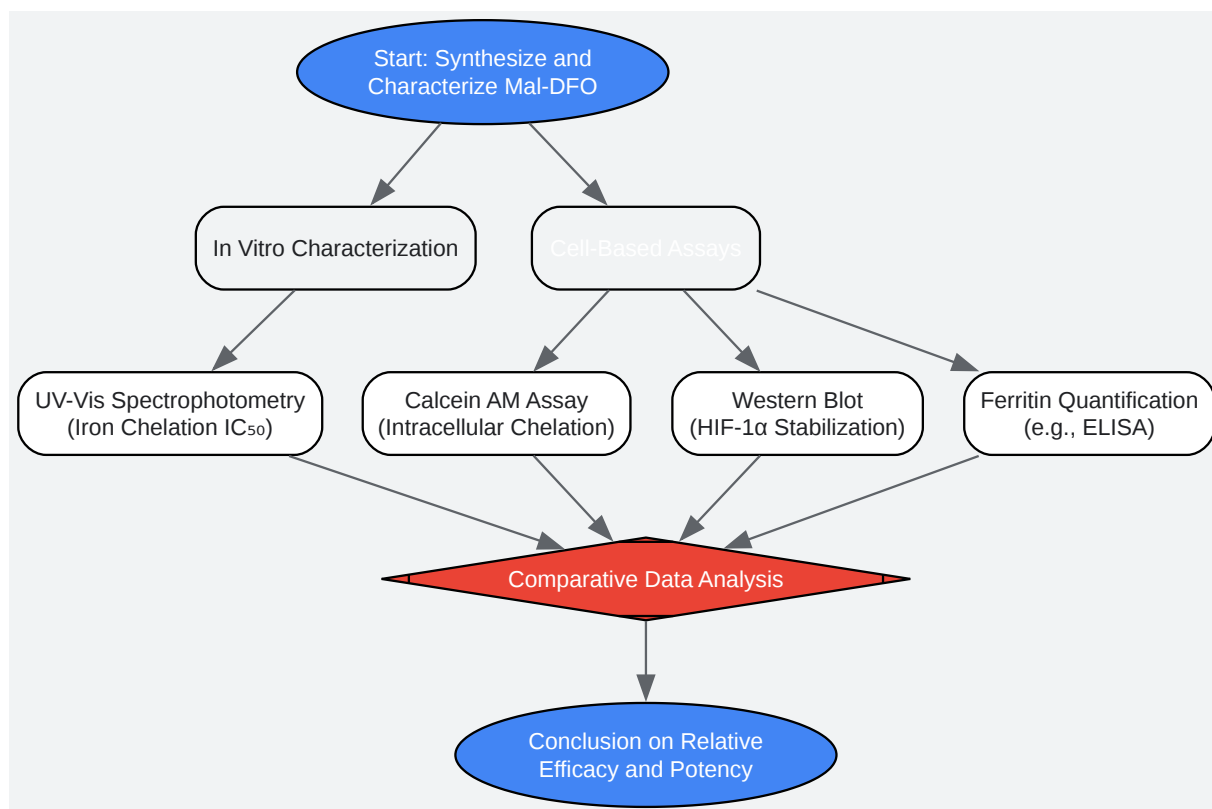 Start: Synthesize and
Characterize Mal-DFO
In Vitro Characterization
Cell-Based Assays
UV-Vis Spectrophotometry
(Iron Chelation IC₅₀)
Calcein AM Assay
(Intracellular Chelation)
Western Blot
(HIF-1α Stabilization)
Ferritin Quantification
(e.g., ELISA)
Comparative Data Analysis
Conclusion on Relative
Efficacy and Potency